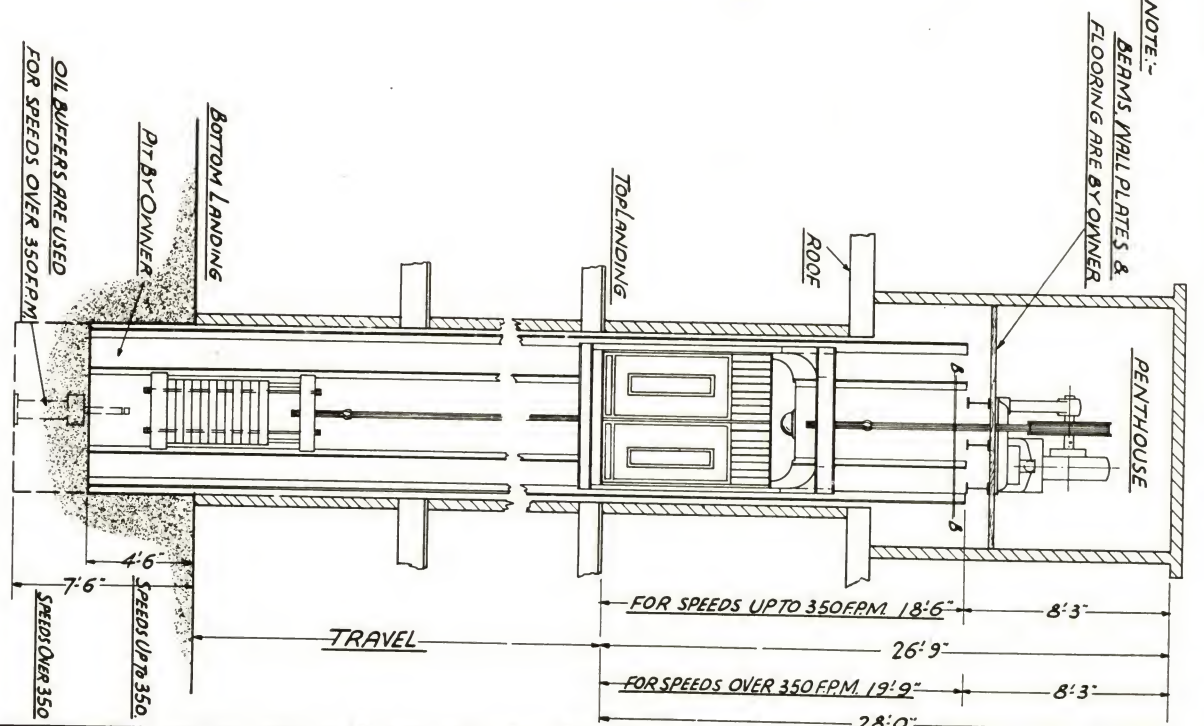 NOTE:-
BEAMS, WALL PLATES &
FLOORING ARE BY OWNER
PENTHOUSE
ROOF
TOP LANDING
BOTTOM LANDING
PIT BY OWNER
OIL BUFFERS ARE USED
FOR SPEEDS OVER 350 F.P.M.
B
B
FOR SPEEDS UP TO 350 F.P.M. 18'-6"
8'-3"
26'-9"
FOR SPEEDS OVER 350 F.P.M. 19'-9"
8'-3"
28'-0"
TRAVEL
4'-6"
SPEEDS UP TO 350.
7'-6"
SPEEDS OVER 350